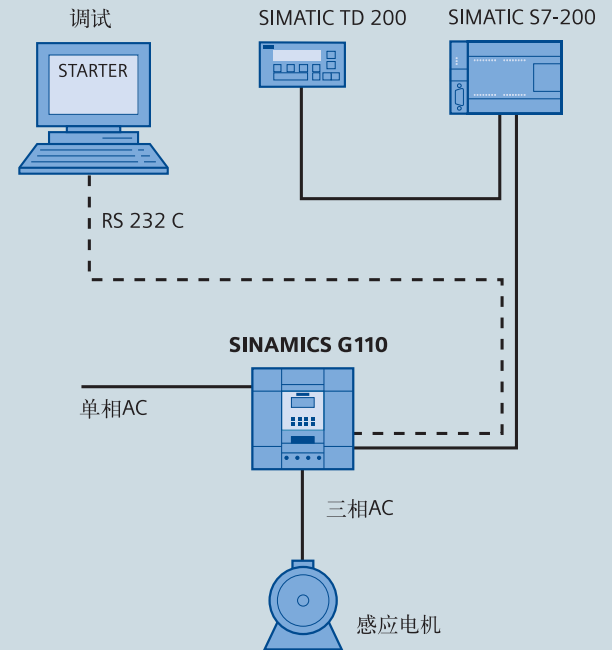 调试
SIMATIC TD 200
SIMATIC S7-200
STARTER
RS 232 C
SINAMICS G110
单相AC
三相AC
感应电机